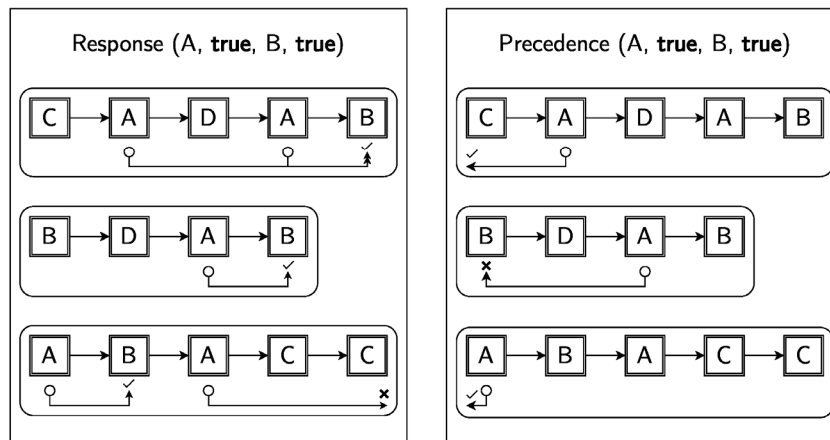 Response (A, true, B, true)
C A D A B
B D A B
A B A C C
Precedence (A, true, B, true)
C A D A B
B D A B
A B A C C